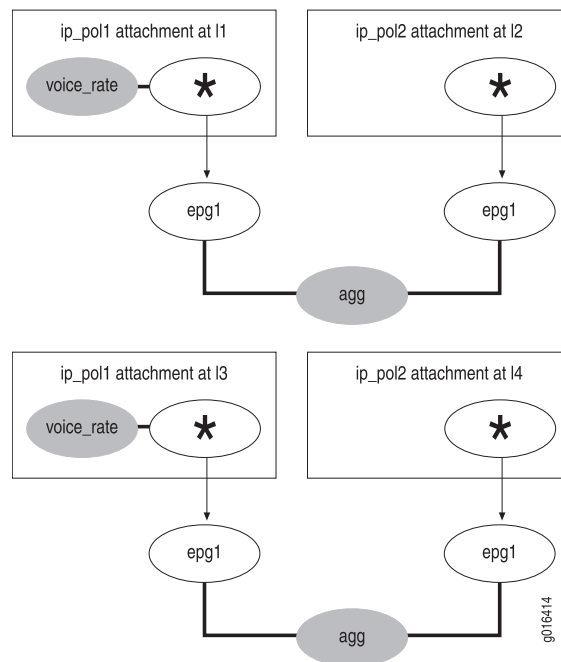 ip_pol1 attachment at l1
ip_pol2 attachment at l2
voice_rate
*
*
epg1
epg1
agg
ip_pol1 attachment at l3
ip_pol2 attachment at l4
voice_rate
*
*
epg1
epg1
agg
g016414